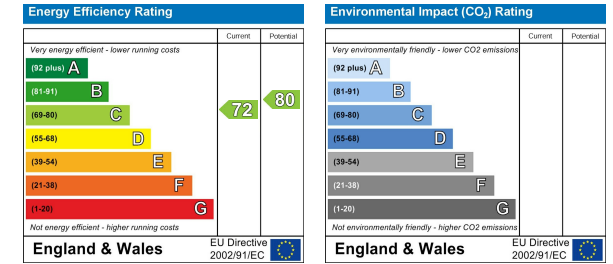 Energy Efficiency Rating
Current Potential
Very energy efficient - lower running costs
(92 plus) A
(81-91) B
(69-80) C
(55-68) D
(39-54) E
(21-38) F
(1-20) G
72
80
Not energy efficient - higher running costs
England & Wales
EU Directive
2002/91/EC
Environmental Impact (CO₂) Rating
Current Potential
Very environmentally friendly - lower CO2 emissions
(92 plus) A
(81-91) B
(69-80) C
(55-68) D
(39-54) E
(21-38) F
(1-20) G
Not environmentally friendly - higher CO2 emissions
England & Wales
EU Directive
2002/91/EC